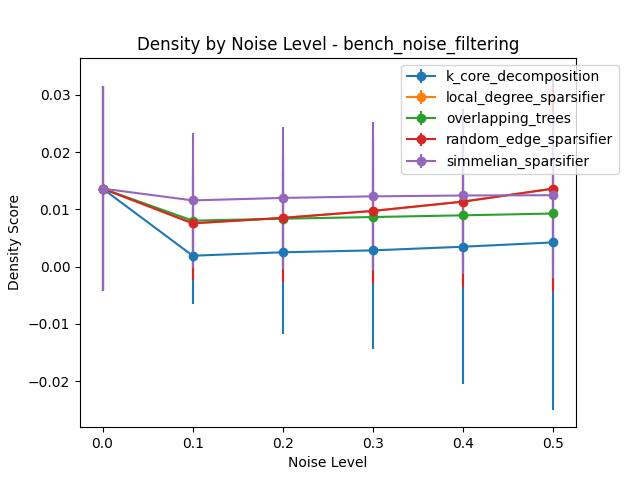 Density by Noise Level - bench_noise_filtering
k_core_decomposition
local_degree_sparsifier
overlapping_trees
random_edge_sparsifier
simmelian_sparsifier
Density Score
0.03
0.02
0.01
0.00
−0.01
−0.02
0.0 0.1 0.2 0.3 0.4 0.5
Noise Level